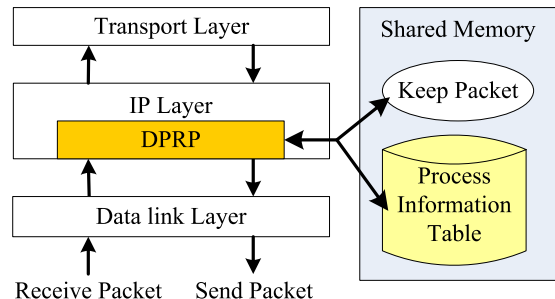 Transport Layer
IP Layer
DPRP
Data link Layer
Receive Packet
Send Packet
Shared Memory
Keep Packet
Process
Information
Table